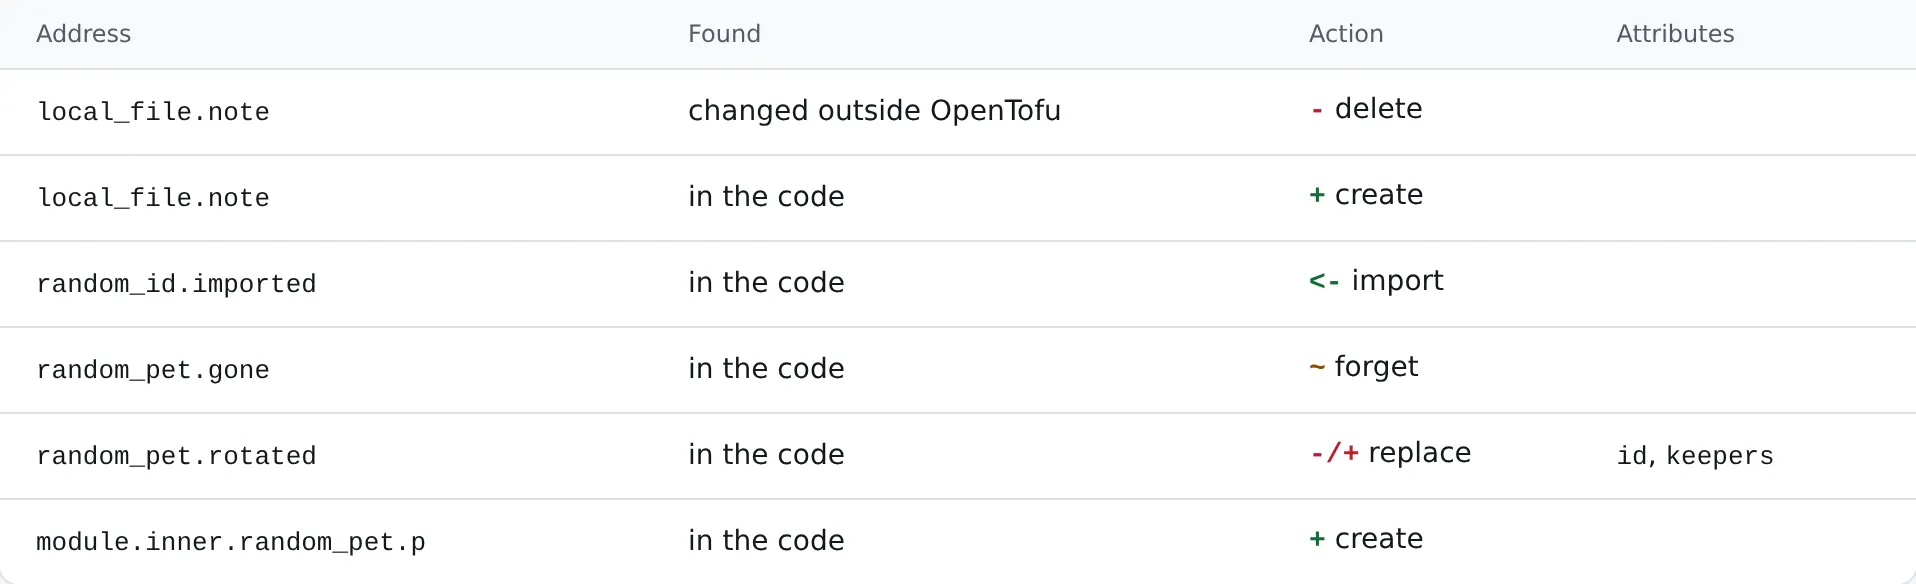 Address Found Action Attributes
local_file.note changed outside OpenTofu - delete
local_file.note in the code + create
random_id.imported in the code <- import
random_pet.gone in the code ~ forget
random_pet.rotated in the code -/+ replace id, keepers
module.inner.random_pet.p in the code + create